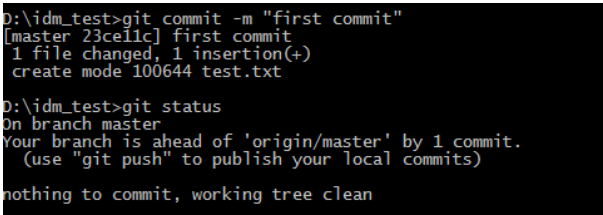 D:\idm_test>git commit -m "first commit"
[master 23ce11c] first commit
 1 file changed, 1 insertion(+)
 create mode 100644 test.txt
D:\idm_test>git status
On branch master
Your branch is ahead of 'origin/master' by 1 commit.
  (use "git push" to publish your local commits)
nothing to commit, working tree clean